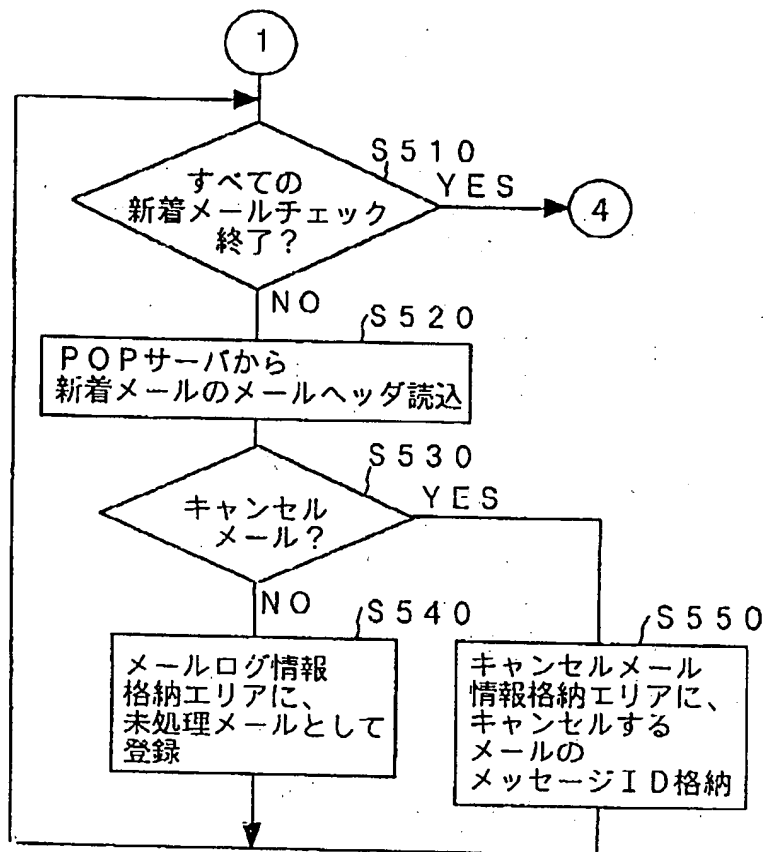 1
S510
すべての
新着メールチェック
終了?
YES
4
NO
S520
POPサーバから
新着メールのメールヘッダ読込
S530
キャンセル
メール?
YES
NO
S540
メールログ情報
格納エリアに、
未処理メールとして
登録
S550
キャンセルメール
情報格納エリアに、
キャンセルする
メールの
メッセージID格納